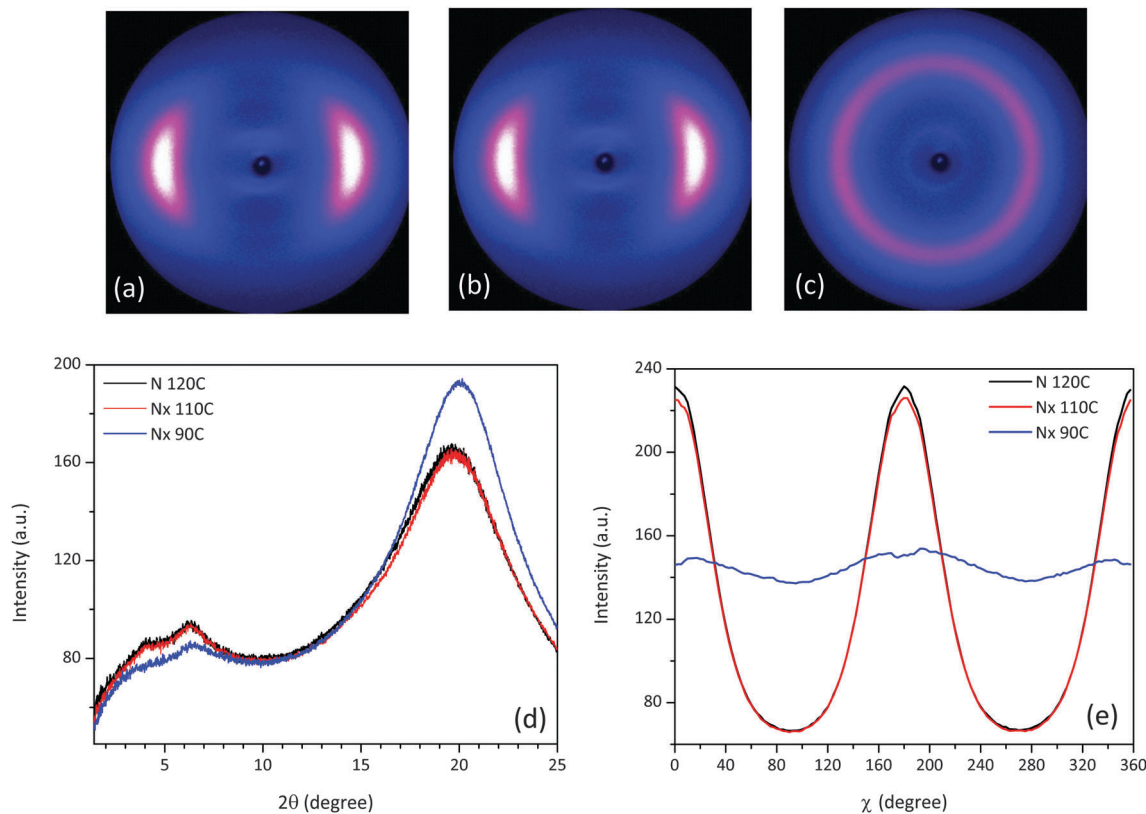 (a)
(b)
(c)
200
160
120
80
Intensity (a.u.)
N 120C
Nx 110C
Nx 90C
(d)
5
10
15
20
25
2θ (degree)
240
200
160
120
80
Intensity (a.u.)
N 120C
Nx 110C
Nx 90C
(e)
0
40
80
120
160
200
240
280
320
360
χ (degree)